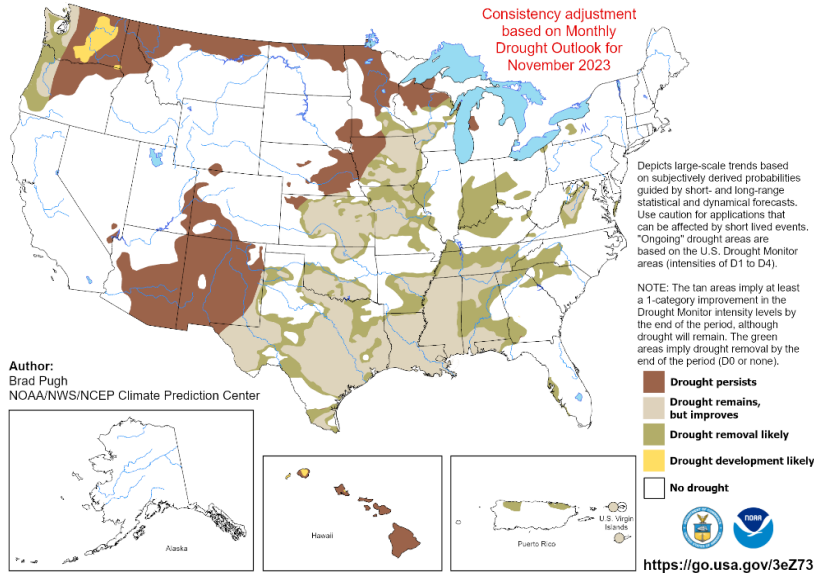 Consistency adjustment
based on Monthly
Drought Outlook for
November 2023
Depicts large-scale trends based
on subjectively derived probabilities
guided by short- and long-range
statistical and dynamical forecasts.
Use caution for applications that
can be affected by short lived events.
"Ongoing" drought areas are
based on the U.S. Drought Monitor
areas (intensities of D1 to D4).
NOTE: The tan areas imply at least
a 1-category improvement in the
Drought Monitor intensity levels by
the end of the period, although
drought will remain. The green
areas imply drought removal by the
end of the period (D0 or none).
Author:
Brad Pugh
NOAA/NWS/NCEP Climate Prediction Center
Drought persists
Drought remains,
but improves
Drought removal likely
Drought development likely
No drought
Alaska
Hawaii
Puerto Rico
U.S. Virgin
Islands
NOAA
https://go.usa.gov/3eZ73